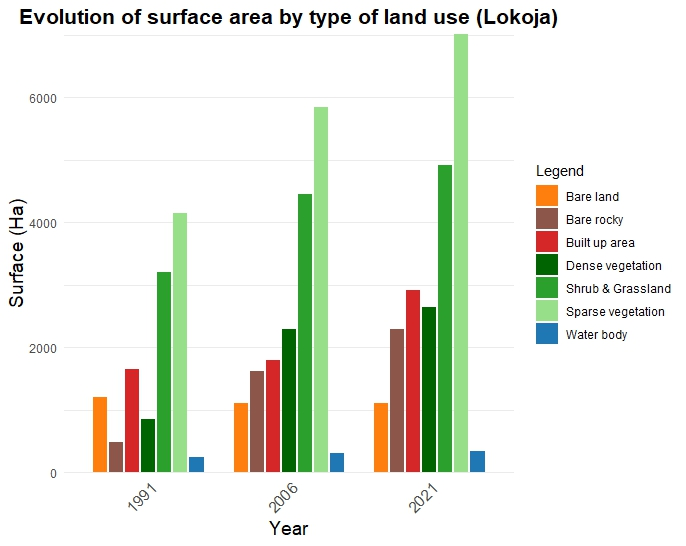 Evolution of surface area by type of land use (Lokoja)
Surface (Ha)
6000
4000
2000
0
1991
2006
2021
Year
Legend
Bare land
Bare rocky
Built up area
Dense vegetation
Shrub & Grassland
Sparse vegetation
Water body